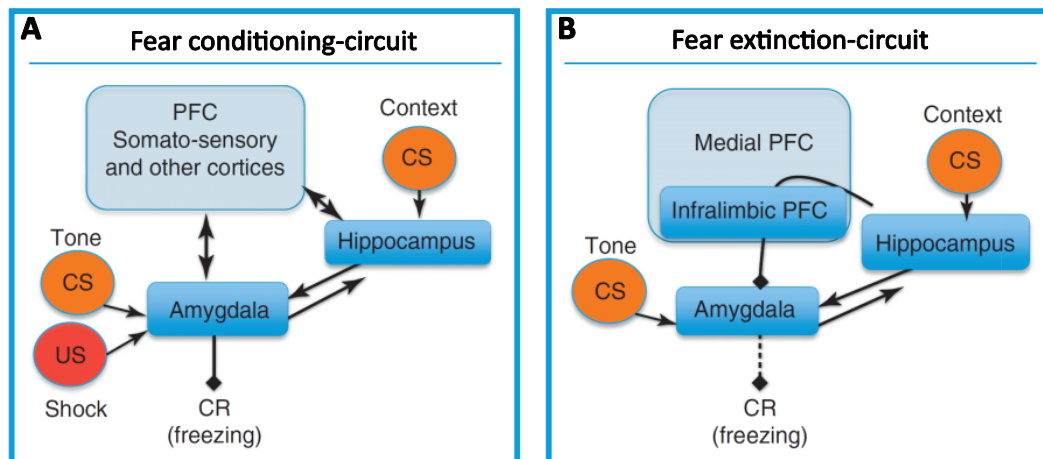 A
Fear conditioning-circuit
PFC
Somato-sensory
and other cortices
Context
CS
Hippocampus
Tone
CS
Amygdala
US
Shock
CR
(freezing)
B
Fear extinction-circuit
Medial PFC
Infralimbic PFC
Context
CS
Hippocampus
Tone
CS
Amygdala
CR
(freezing)